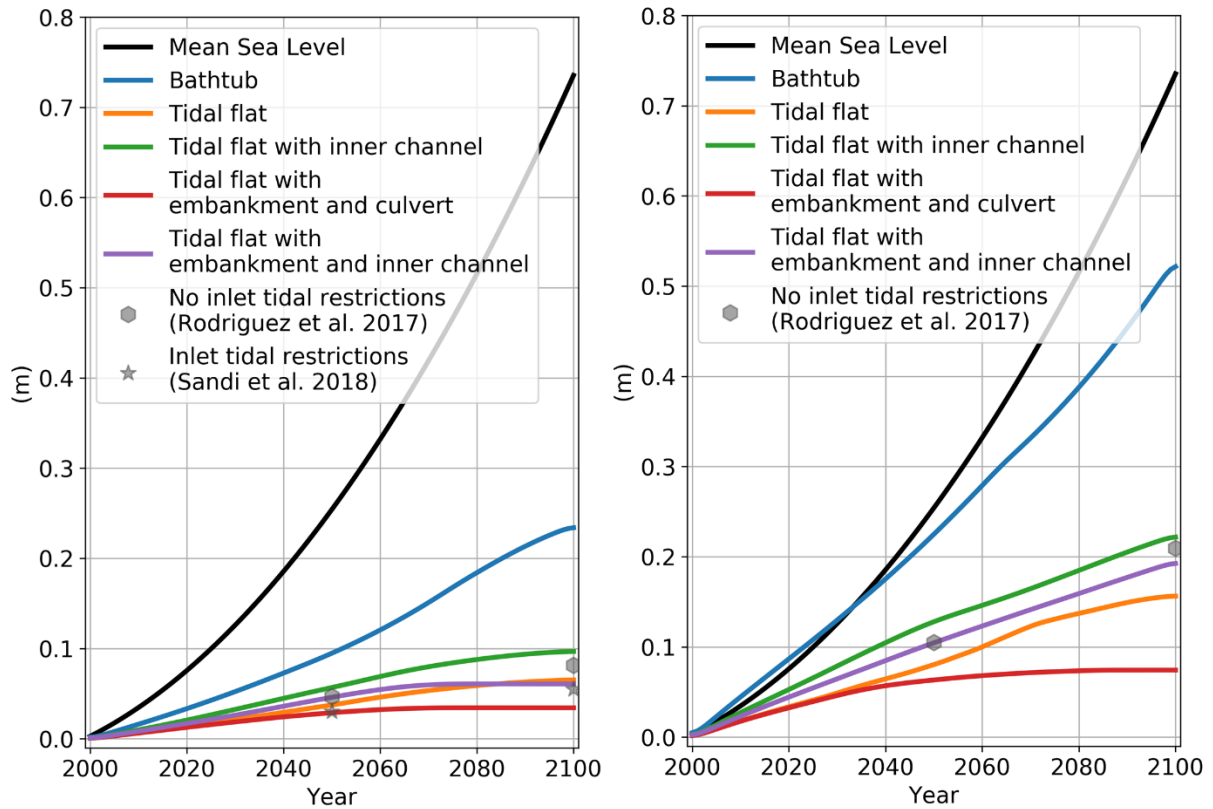 0.8
0.7
0.6
0.5
0.4
0.3
0.2
0.1
0.0
(m)
Mean Sea Level
Bathtub
Tidal flat
Tidal flat with inner channel
Tidal flat with
embankment and culvert
Tidal flat with
embankment and inner channel
No inlet tidal restrictions
(Rodriguez et al. 2017)
Inlet tidal restrictions
(Sandi et al. 2018)
2000 2020 2040 2060 2080 2100
Year
0.8
0.7
0.6
0.5
0.4
0.3
0.2
0.1
0.0
(m)
Mean Sea Level
Bathtub
Tidal flat
Tidal flat with inner channel
Tidal flat with
embankment and culvert
Tidal flat with
embankment and inner channel
No inlet tidal restrictions
(Rodriguez et al. 2017)
2000 2020 2040 2060 2080 2100
Year